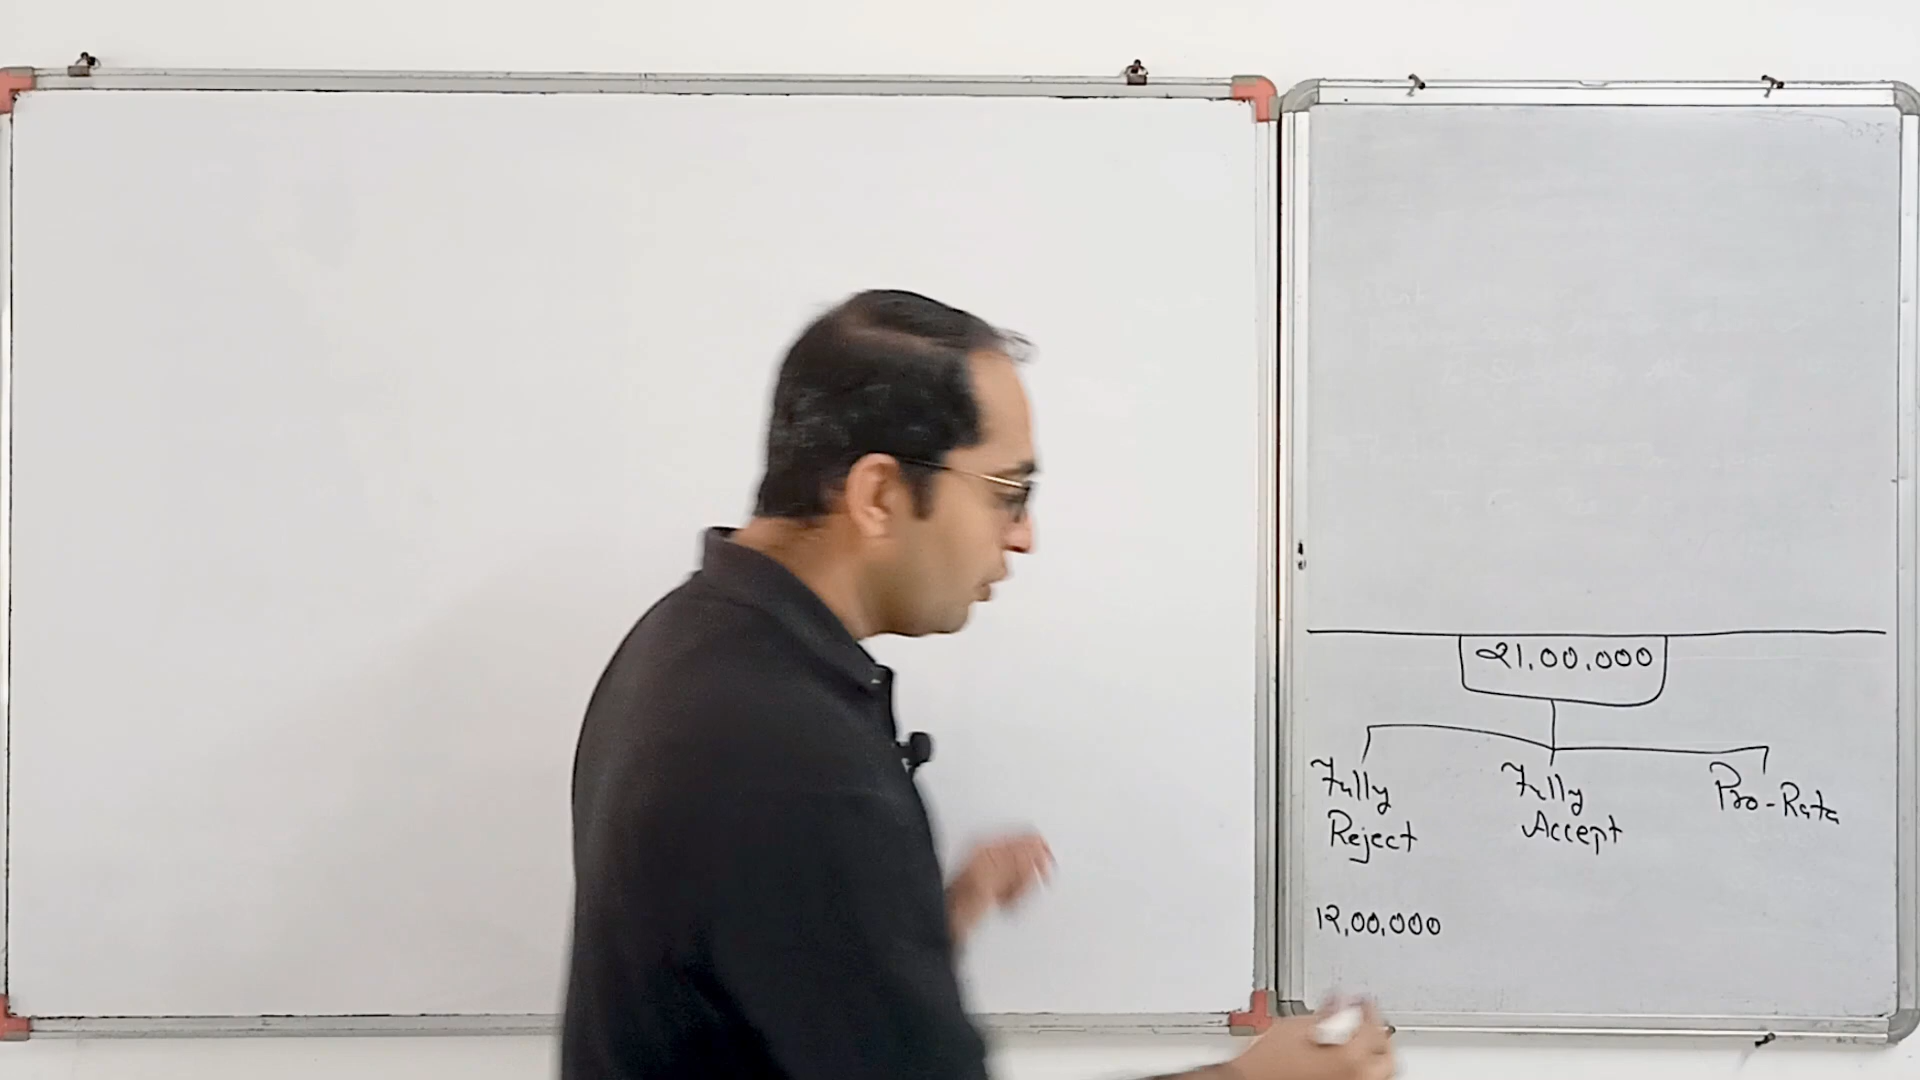 21,00,000
Fully Reject
Fully Accept
Pro-Rata
12,00,000